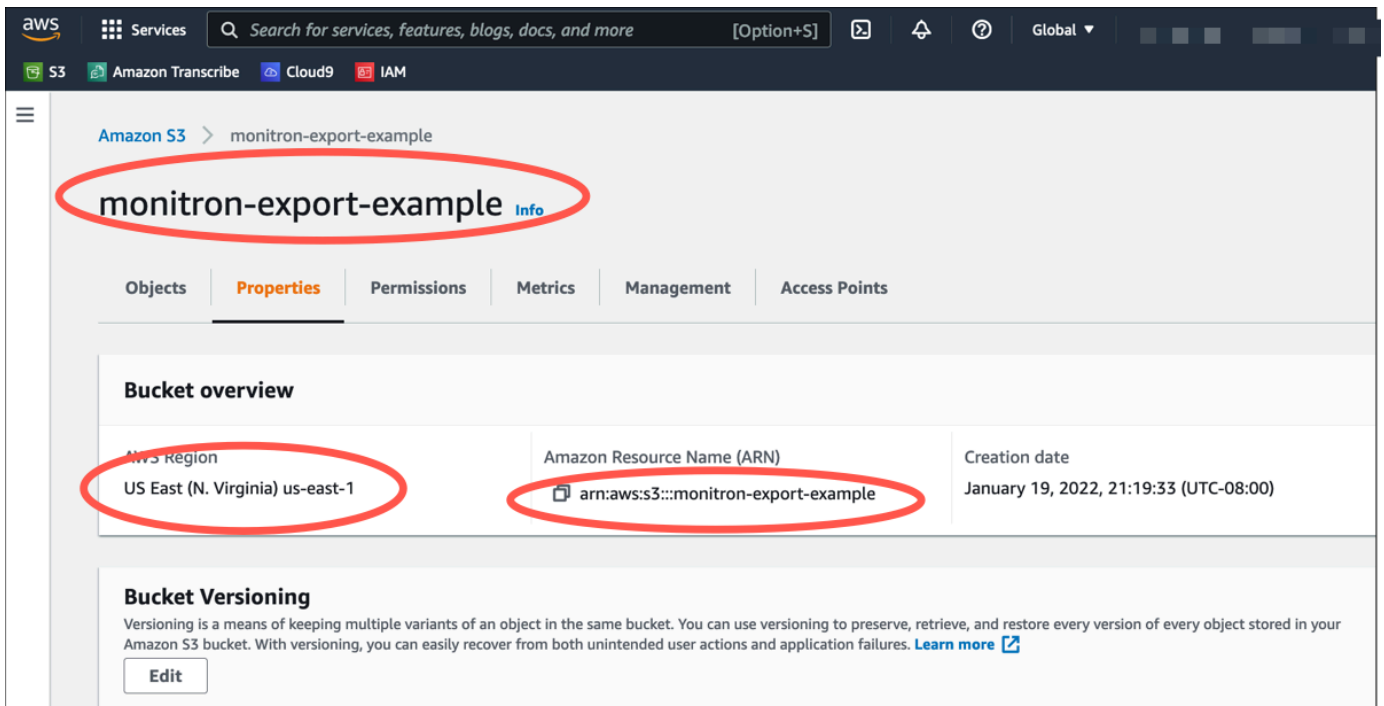 aws Services Search for services, features, blogs, docs, and more [Option+S] Global
S3 Amazon Transcribe Cloud9 IAM
Amazon S3 monitron-export-example
monitron-export-example Info
Objects Properties Permissions Metrics Management Access Points
Bucket overview
AWS Region Amazon Resource Name (ARN) Creation date
US East (N. Virginia) us-east-1 arn:aws:s3:::monitron-export-example January 19, 2022, 21:19:33 (UTC-08:00)
Bucket Versioning
Versioning is a means of keeping multiple variants of an object in the same bucket. You can use versioning to preserve, retrieve, and restore every version of every object stored in your
Amazon S3 bucket. With versioning, you can easily recover from both unintended user actions and application failures. Learn more
Edit